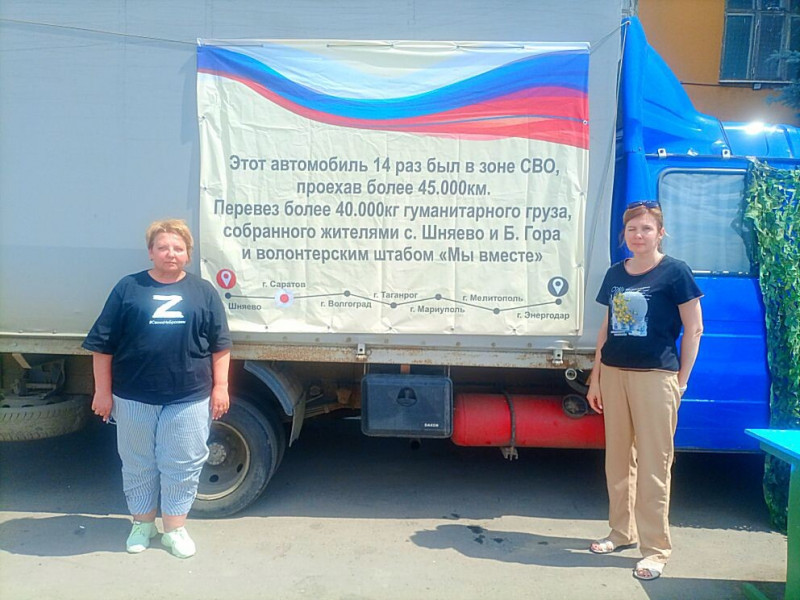 Этот автомобиль 14 раз был в зоне СВО,
проехав более 45.000км.
Перевез более 40.000кг гуманитарного груза,
собранного жителями с. Шняево и Б. Гора
и волонтерским штабом «Мы вместе»
г. Саратов
г. Таганрог
г. Мелитополь
Шняево
г. Волгоград
г. Мариуполь
г. Энергодар
Z